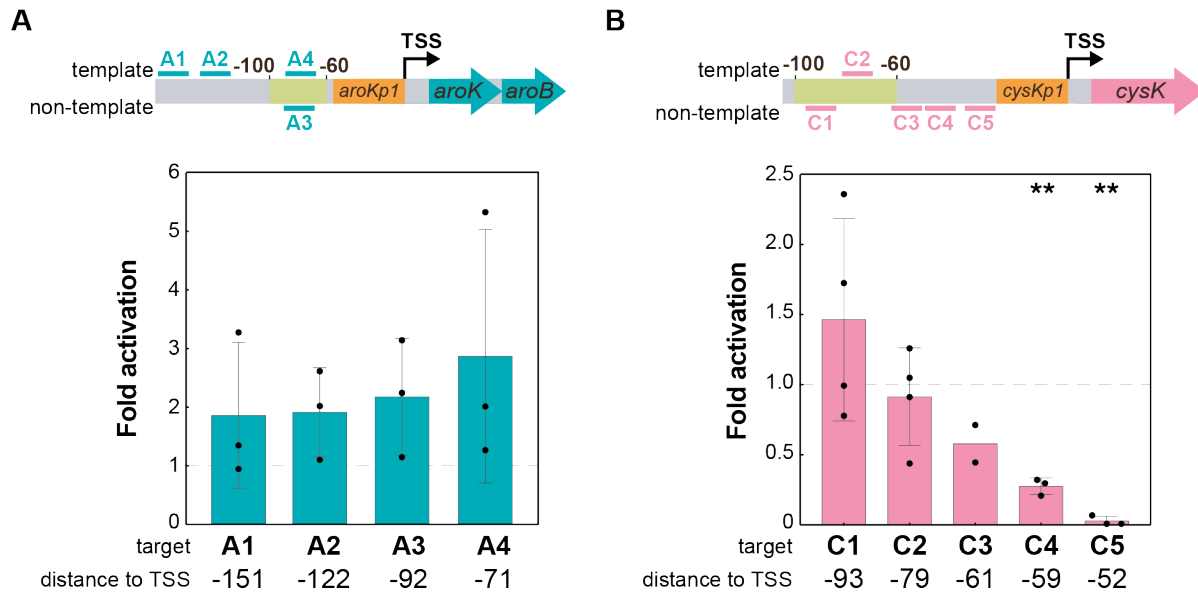 A
TSS
A1 A2 -100 A4 -60
template
aroKp1 aroK aroB
non-template
A3
6
5
4
3
2
1
0
Fold activation
target A1 A2 A3 A4
distance to TSS -151 -122 -92 -71
B
TSS
-100 C2 -60
template
cysKp1 cysK
non-template
C1 C3 C4 C5
2.5
2.0
1.5
1.0
0.5
0
Fold activation
** **
target C1 C2 C3 C4 C5
distance to TSS -93 -79 -61 -59 -52